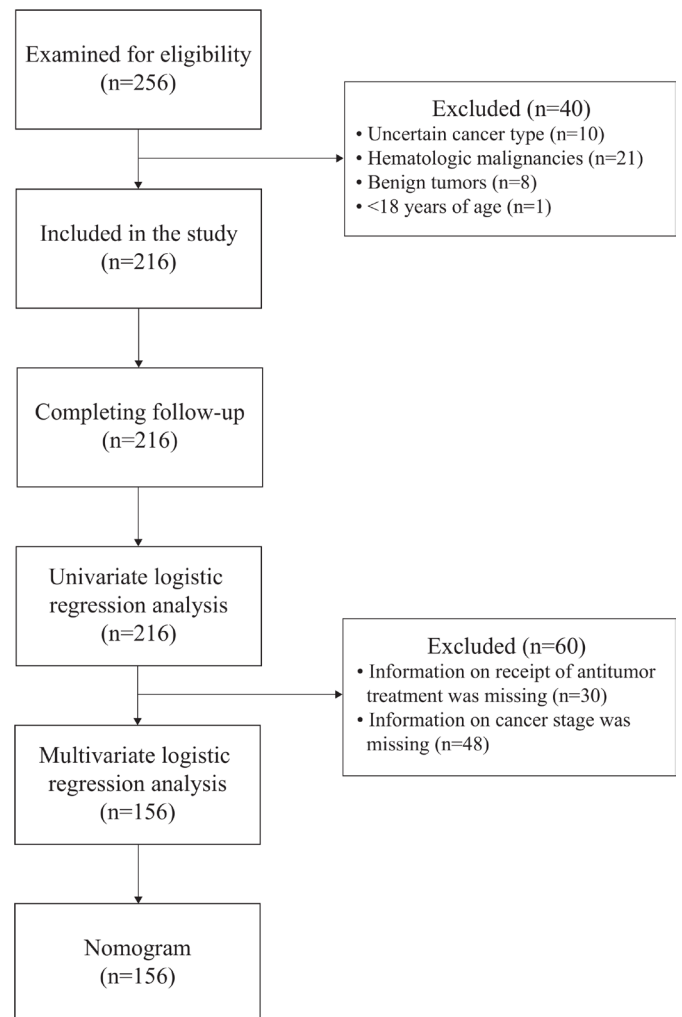 Examined for eligibility
(n=256)
Excluded (n=40)
• Uncertain cancer type (n=10)
• Hematologic malignancies (n=21)
• Benign tumors (n=8)
• <18 years of age (n=1)
Included in the study
(n=216)
Completing follow-up
(n=216)
Univariate logistic
regression analysis
(n=216)
Excluded (n=60)
• Information on receipt of antitumor
treatment was missing (n=30)
• Information on cancer stage was
missing (n=48)
Multivariate logistic
regression analysis
(n=156)
Nomogram
(n=156)